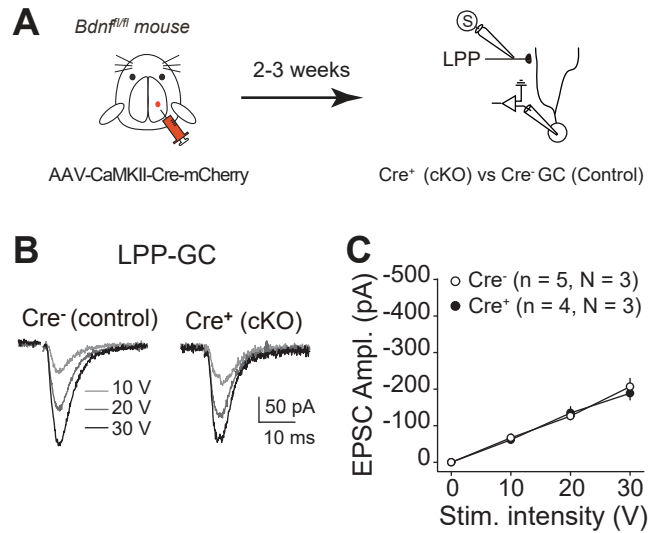 A
Bdnf^fl/fl mouse
AAV-CaMKII-Cre-mCherry
2-3 weeks
S
LPP
Cre⁺ (cKO) vs Cre⁻ GC (Control)
B
LPP-GC
Cre⁻ (control)
Cre⁺ (cKO)
10 V
20 V
30 V
50 pA
10 ms
C
Cre⁻ (n = 5, N = 3)
Cre⁺ (n = 4, N = 3)
EPSC Ampl. (pA)
-500
-400
-300
-200
-100
0
0 10 20 30
Stim. intensity (V)